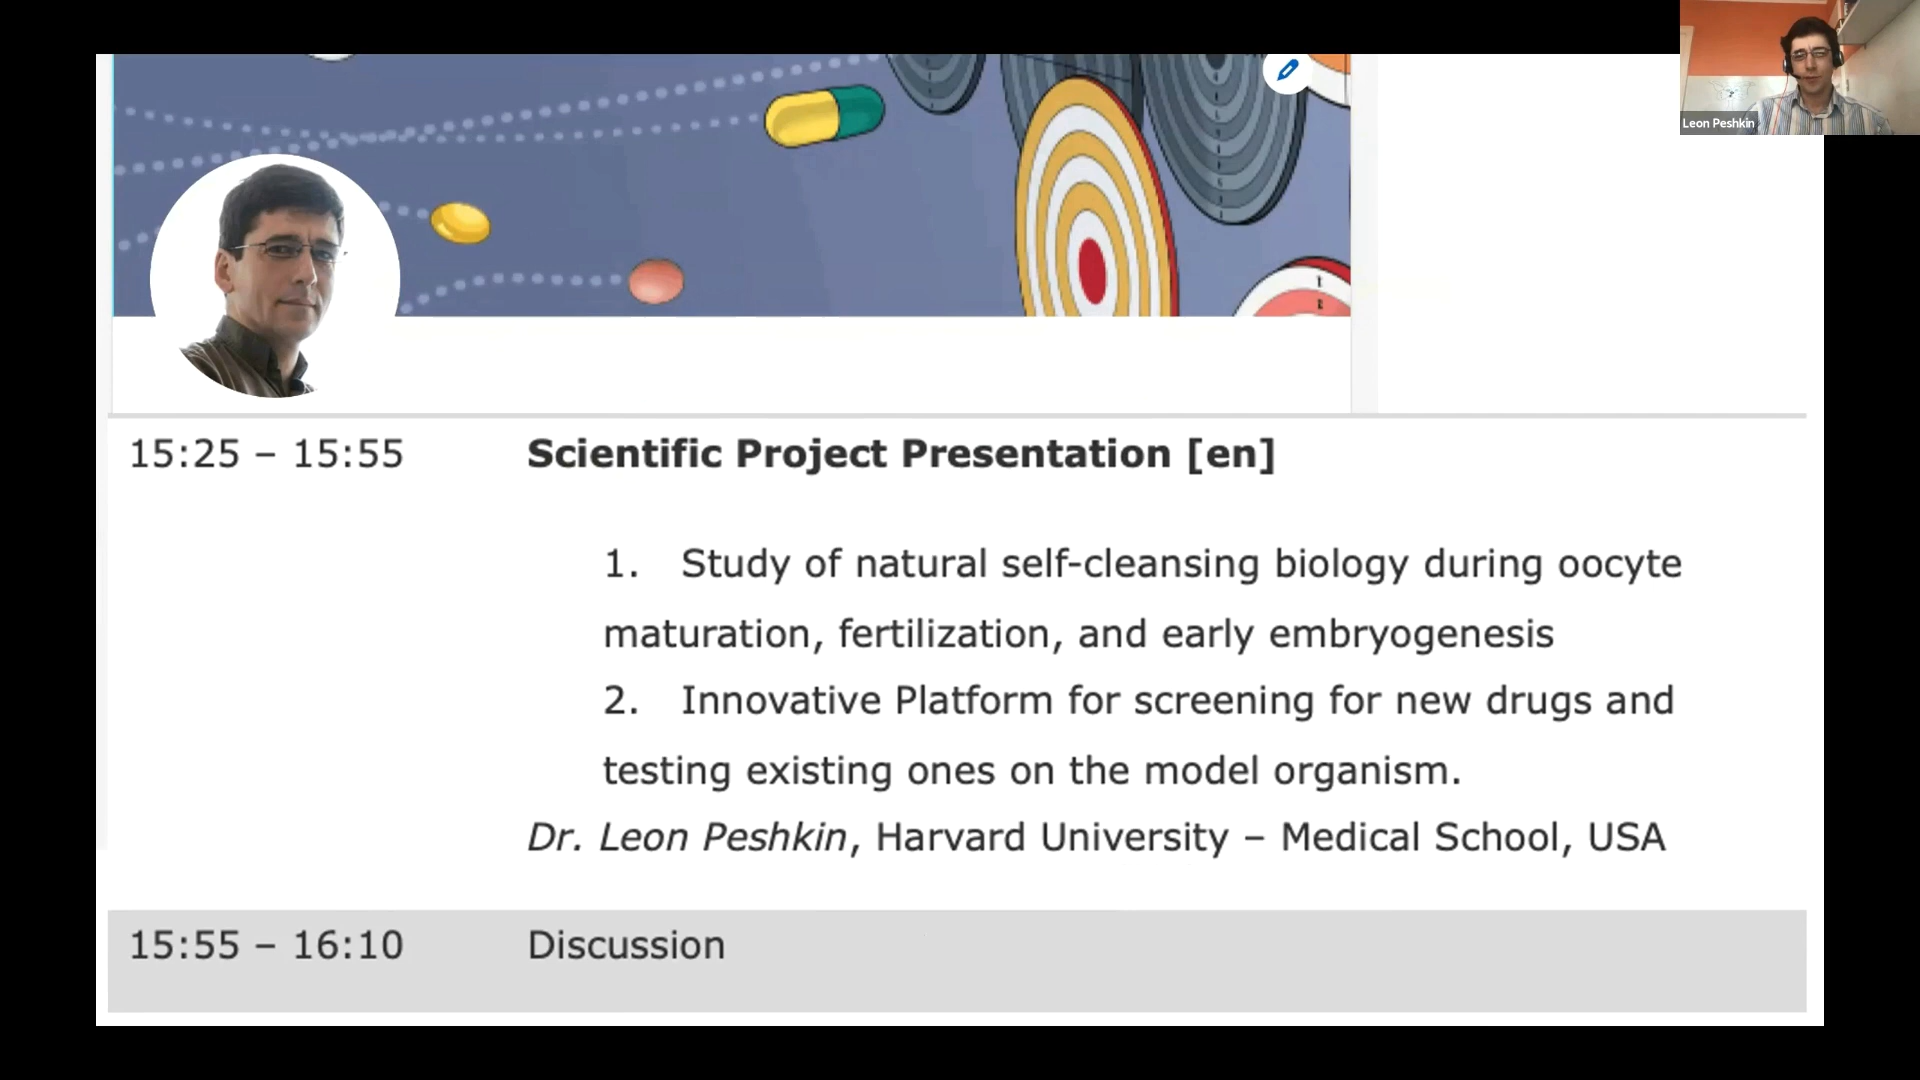 Leon Peshkin
15:25 – 15:55
Scientific Project Presentation [en]
1. Study of natural self-cleansing biology during oocyte
maturation, fertilization, and early embryogenesis
2. Innovative Platform for screening for new drugs and
testing existing ones on the model organism.
Dr. Leon Peshkin, Harvard University – Medical School, USA
15:55 – 16:10
Discussion